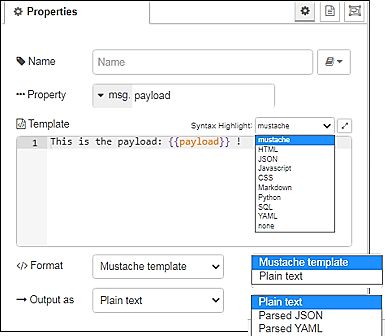 Properties
Name Name
Property msg. payload
Template Syntax Highlight: mustache
1 This is the payload: {{payload}} !
mustache
HTML
JSON
Javascript
CSS
Markdown
Python
SQL
YAML
none
Format Mustache template
Mustache template
Plain text
Output as Plain text
Plain text
Parsed JSON
Parsed YAML